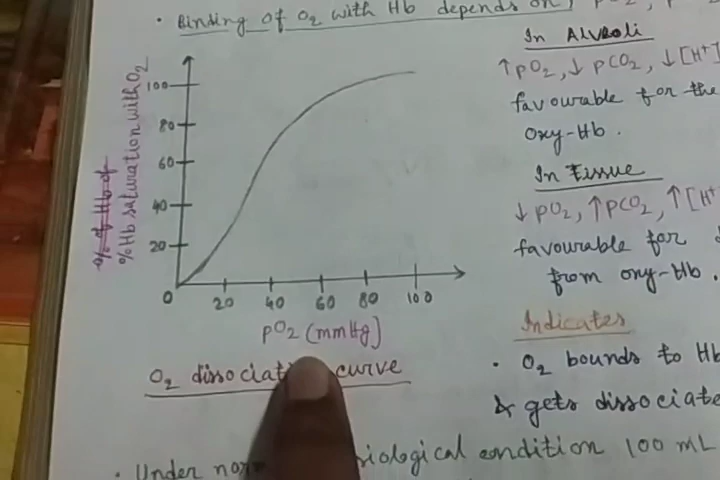 • Binding of O2 with Hb depends on,
In Alveoli
↑pO2, ↓pCO2, ↓[H+]
favourable for the
Oxy-Hb.
In Tissue
↓pO2, ↑pCO2, ↑[H+
favourable for
from oxy-Hb.
Indicates
• O2 bounds to Hb
& gets dissociate
% of Hb of
% Hb saturation with O2
100
80
60
40
20
0 20 40 60 80 100
pO2 (mmHg)
O2 dissociati curve
• Under nor iological condition 100 mL